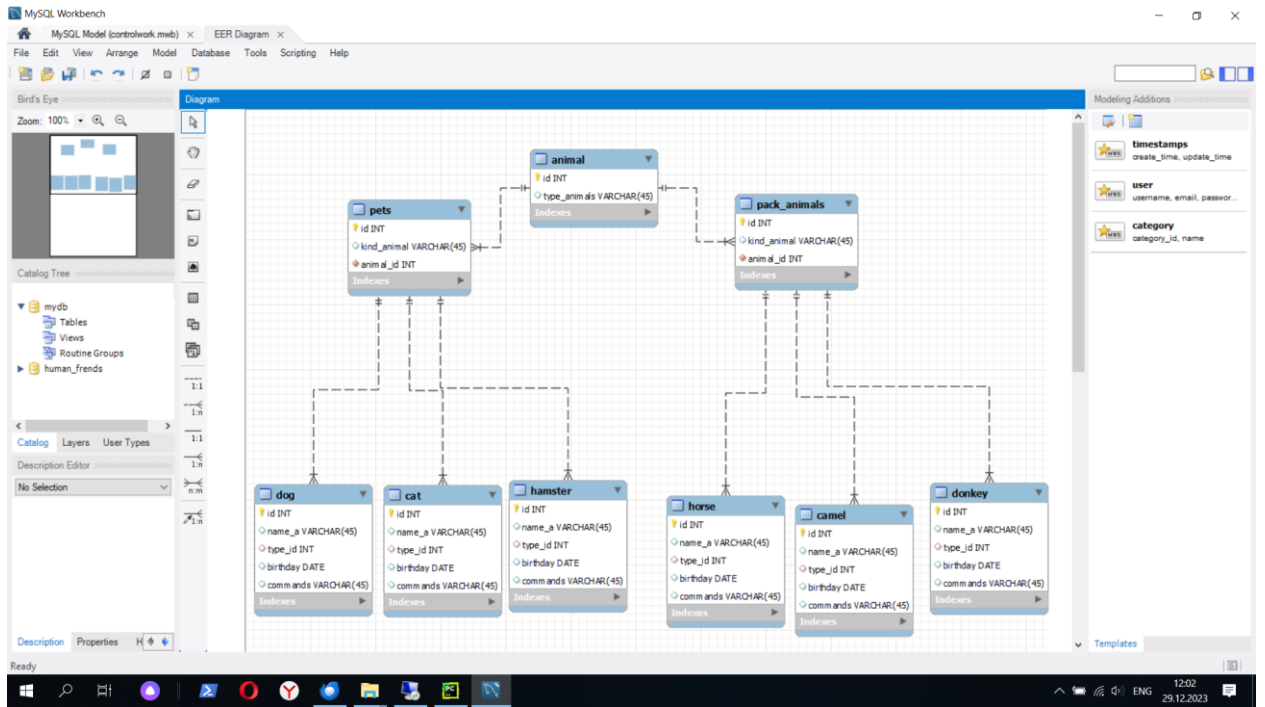 MySQL Workbench
MySQL Model (controlwork.mwb) × EER Diagram ×
File Edit View Arrange Model Database Tools Scripting Help
Bird's Eye
Zoom: 100%
Catalog Tree
mydb
Tables
Views
Routine Groups
human_frends
Catalog Layers User Types
Description Editor
No Selection
Description Properties H
Ready
Diagram
1:1
1:n
1:1
1:n
n:m
1:n
animal
id INT
type_animals VARCHAR(45)
Indexes
pets
id INT
kind_animal VARCHAR(45)
animal_id INT
Indexes
pack_animals
id INT
kind_animal VARCHAR(45)
animal_id INT
Indexes
dog
id INT
name_a VARCHAR(45)
type_id INT
birthday DATE
commands VARCHAR(45)
Indexes
cat
id INT
name_a VARCHAR(45)
type_id INT
birthday DATE
commands VARCHAR(45)
Indexes
hamster
id INT
name_a VARCHAR(45)
type_id INT
birthday DATE
commands VARCHAR(45)
Indexes
horse
id INT
name_a VARCHAR(45)
type_id INT
birthday DATE
commands VARCHAR(45)
Indexes
camel
id INT
name_a VARCHAR(45)
type_id INT
birthday DATE
commands VARCHAR(45)
Indexes
donkey
id INT
name_a VARCHAR(45)
type_id INT
birthday DATE
commands VARCHAR(45)
Indexes
Modeling Additions
timestamps
create_time, update_time
user
username, email, passwor...
category
category_id, name
Templates
PC
ENG
12:02
29.12.2023